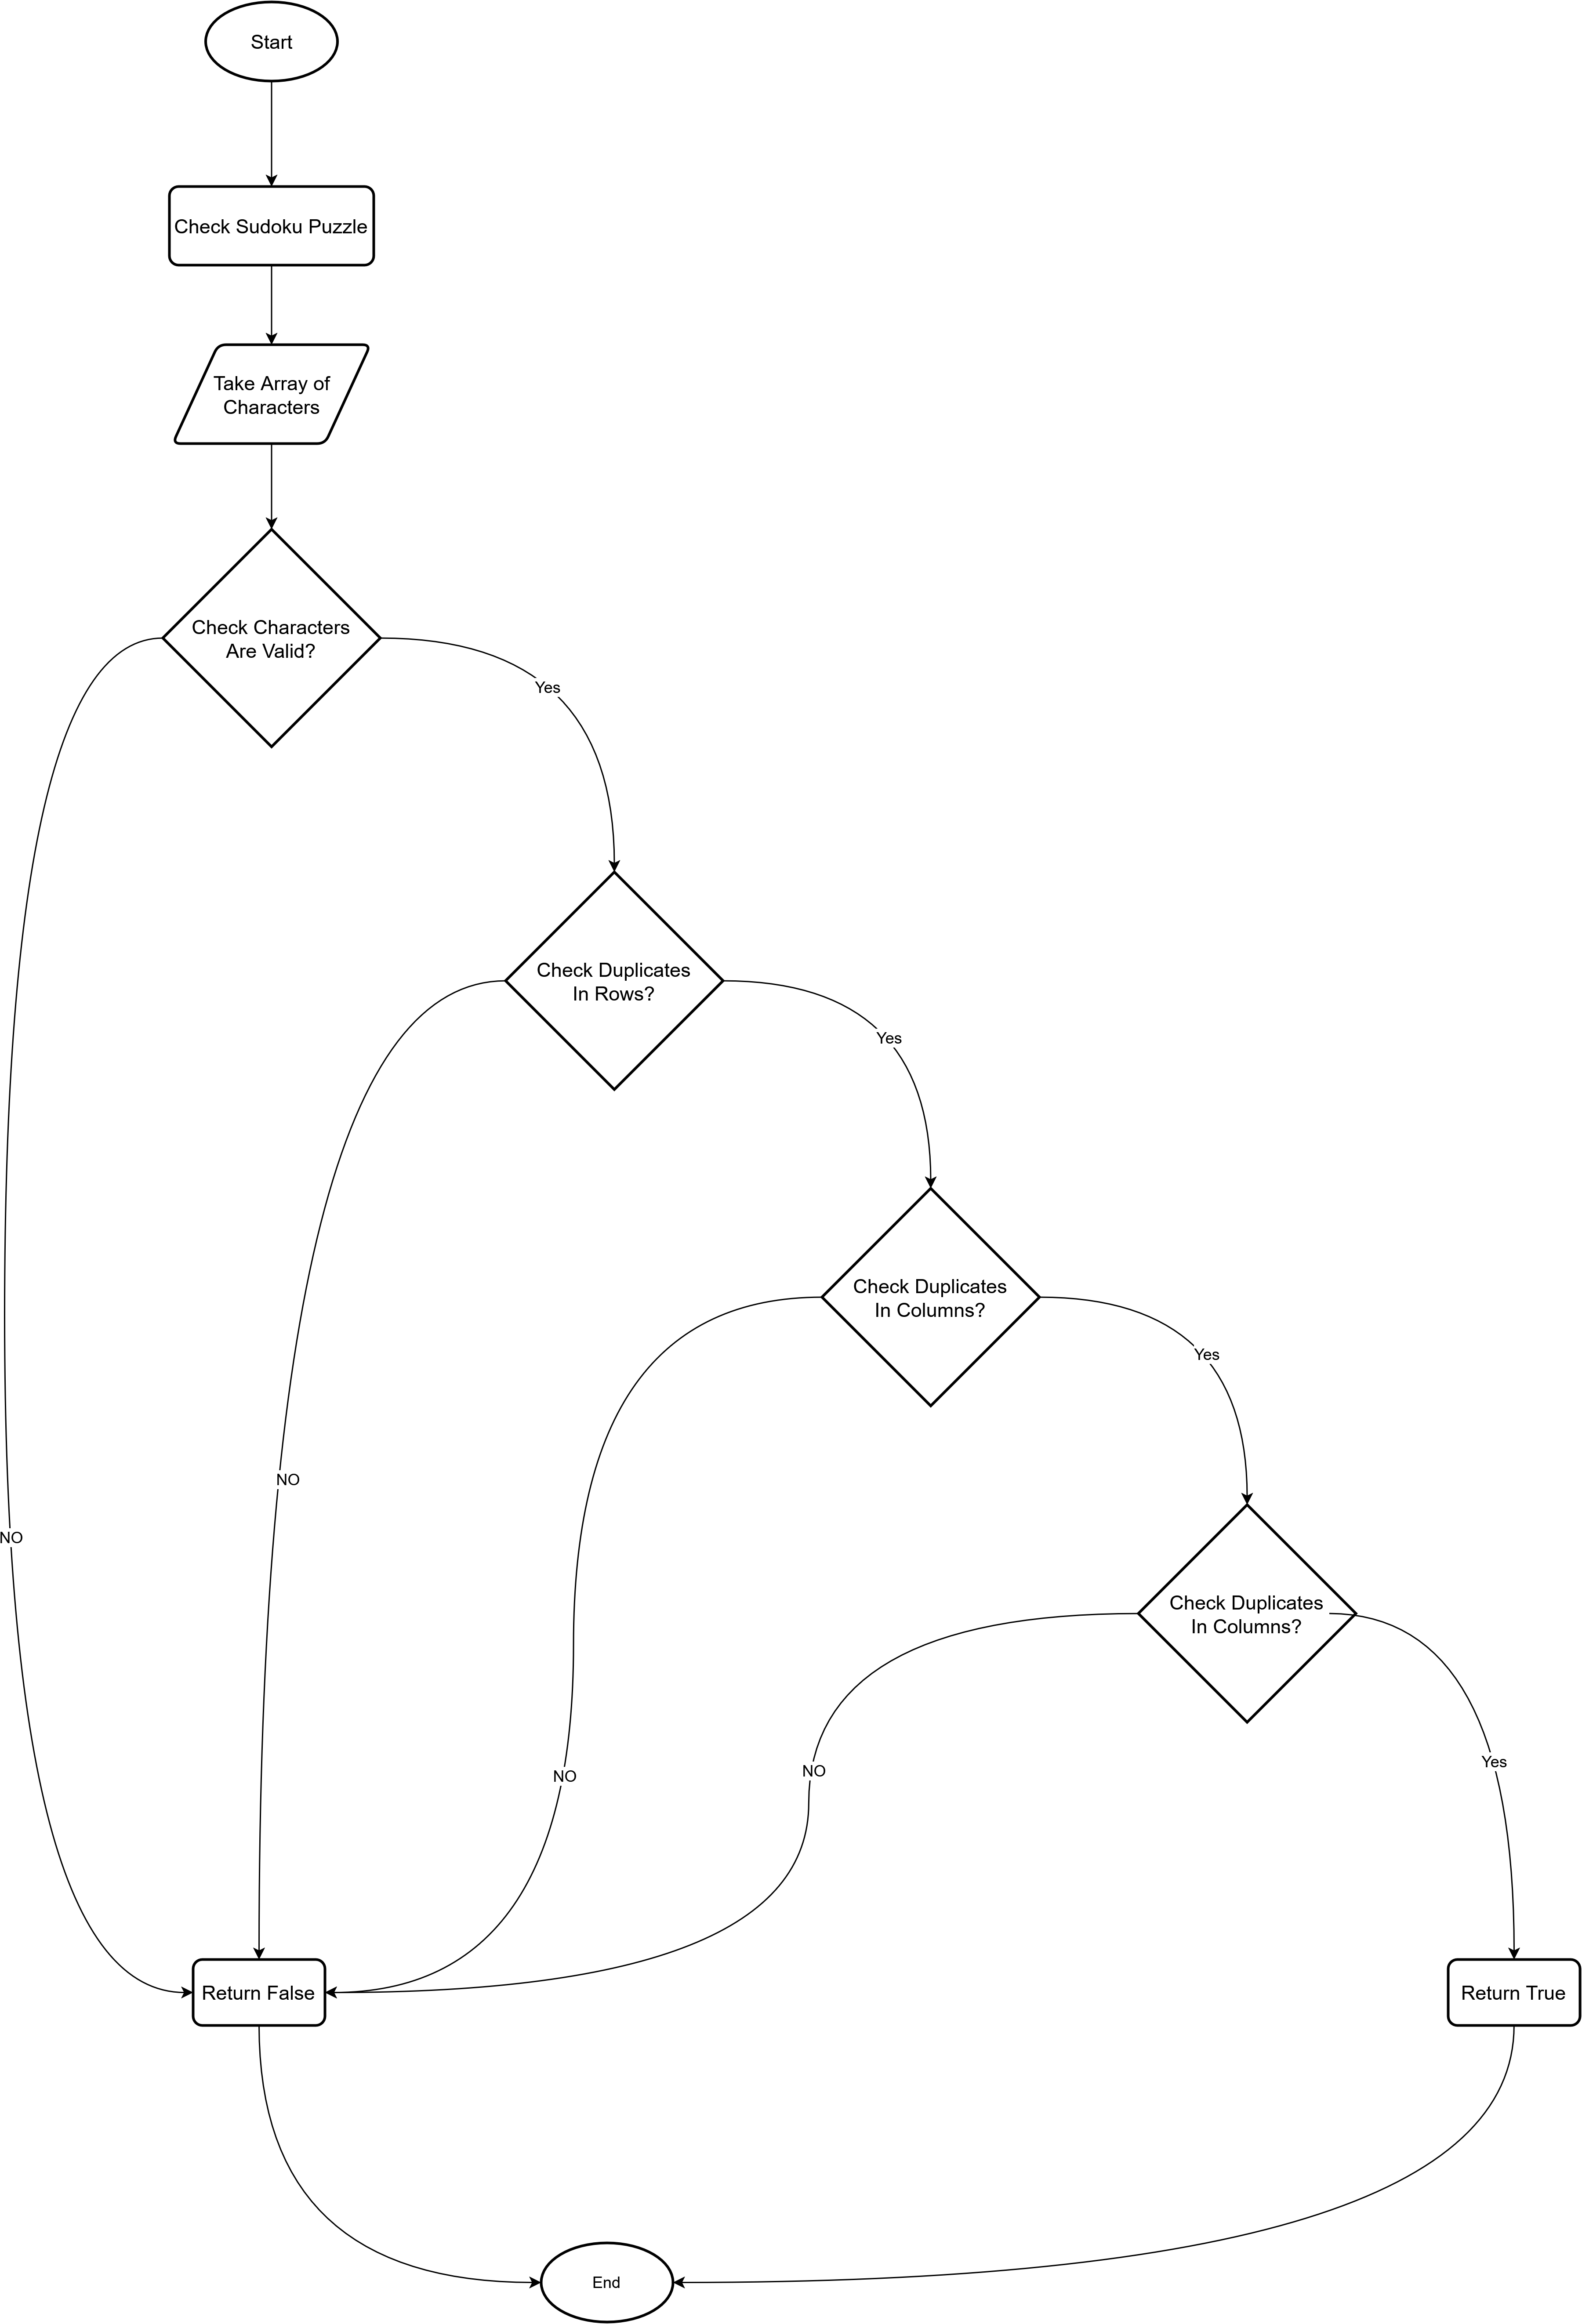 Start
Check Sudoku Puzzle
Take Array of
Characters
Check Characters
Are Valid?
Yes
Check Duplicates
In Rows?
Yes
Check Duplicates
In Columns?
Yes
NO
NO
Check Duplicates
In Columns?
Yes
NO
NO
Return False
Return True
End